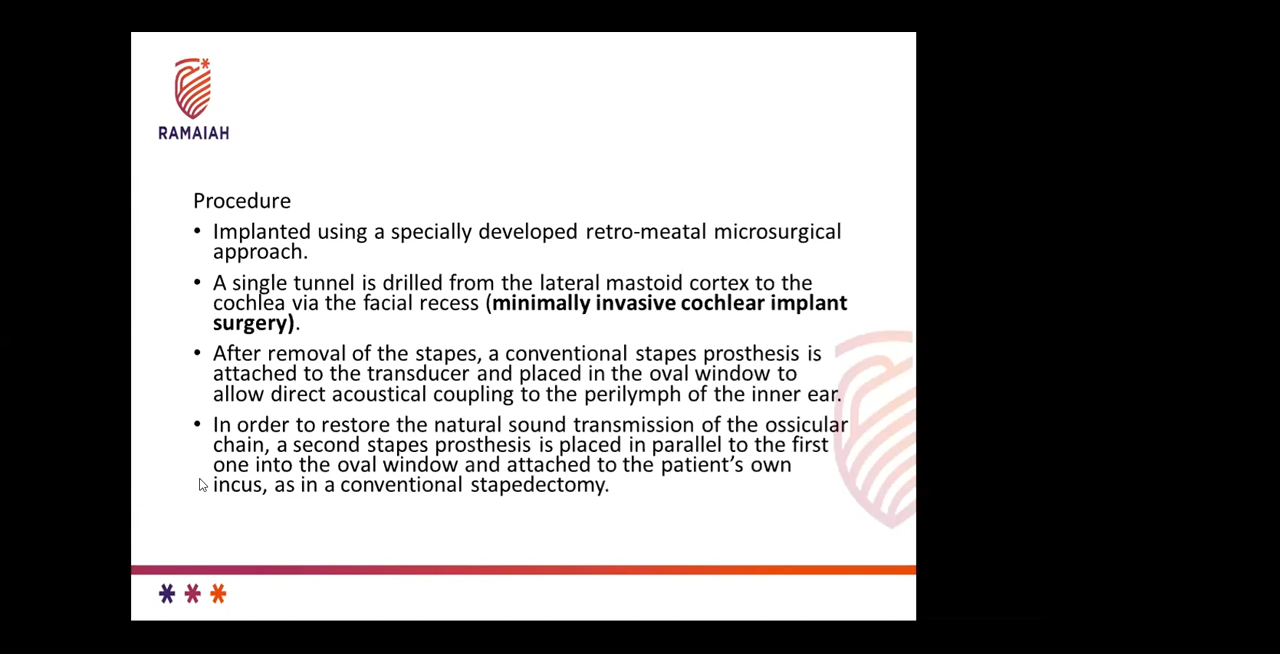 RAMAIAH
Procedure
• Implanted using a specially developed retro-meatal microsurgical
approach.
• A single tunnel is drilled from the lateral mastoid cortex to the
cochlea via the facial recess (minimally invasive cochlear implant
surgery).
• After removal of the stapes, a conventional stapes prosthesis is
attached to the transducer and placed in the oval window to
allow direct acoustical coupling to the perilymph of the inner ear.
• In order to restore the natural sound transmission of the ossicular
chain, a second stapes prosthesis is placed in parallel to the first
one into the oval window and attached to the patient’s own
incus, as in a conventional stapedectomy.